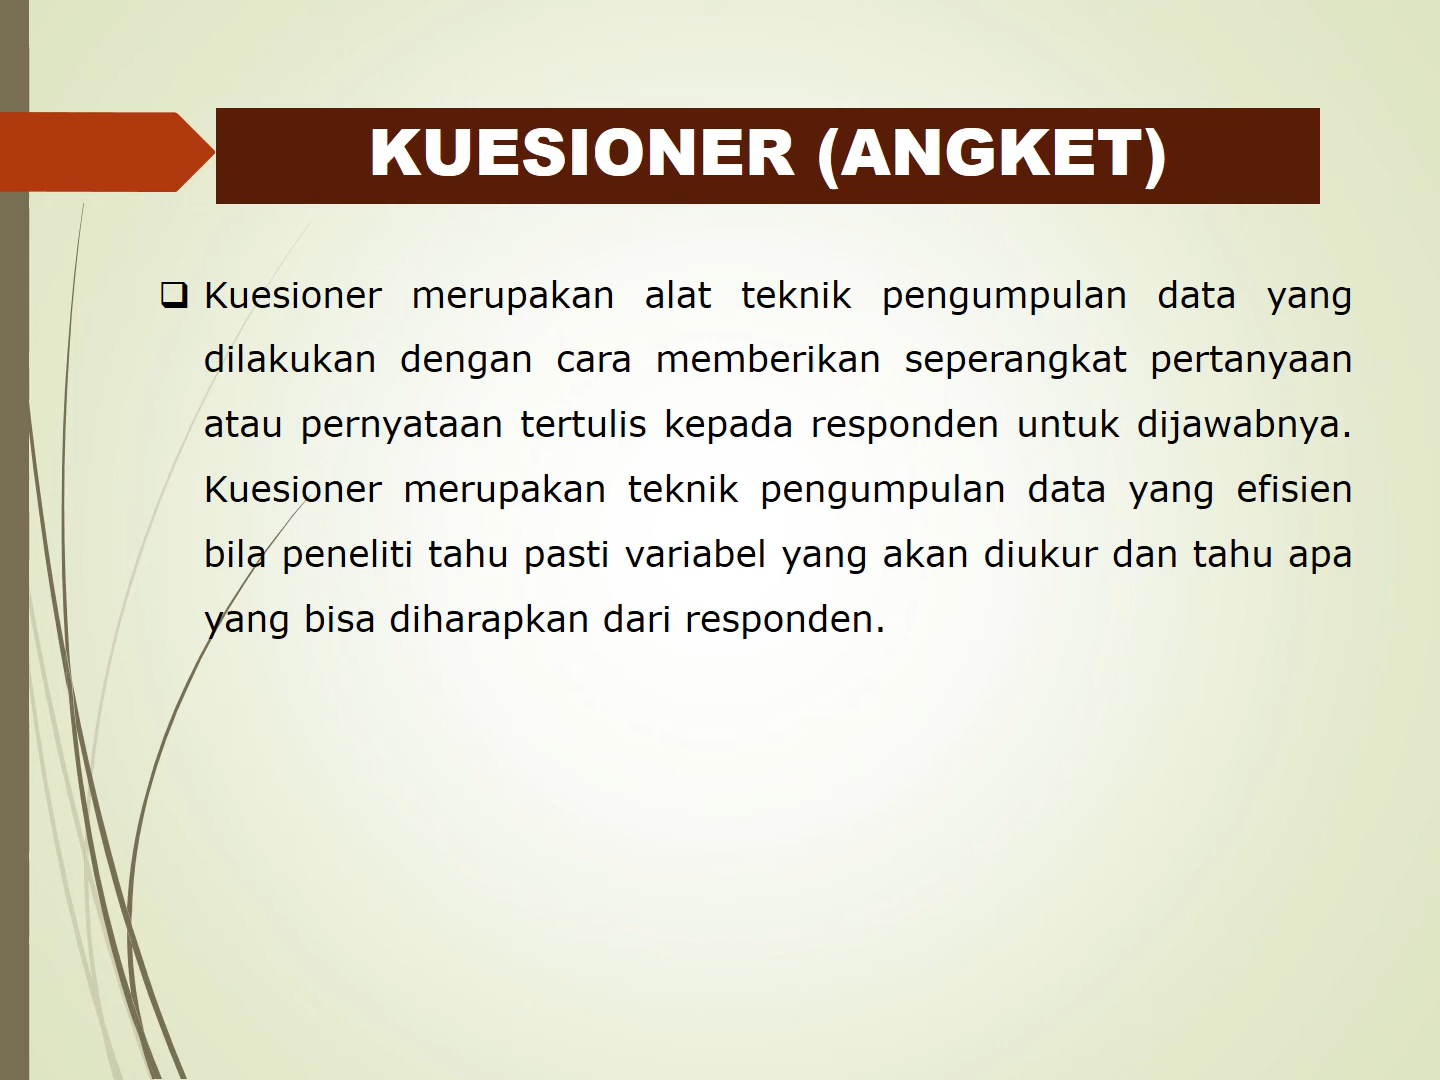 KUESIONER (ANGKET)
Kuesioner merupakan alat teknik pengumpulan data yang
dilakukan dengan cara memberikan seperangkat pertanyaan
atau pernyataan tertulis kepada responden untuk dijawabnya.
Kuesioner merupakan teknik pengumpulan data yang efisien
bila peneliti tahu pasti variabel yang akan diukur dan tahu apa
yang bisa diharapkan dari responden.